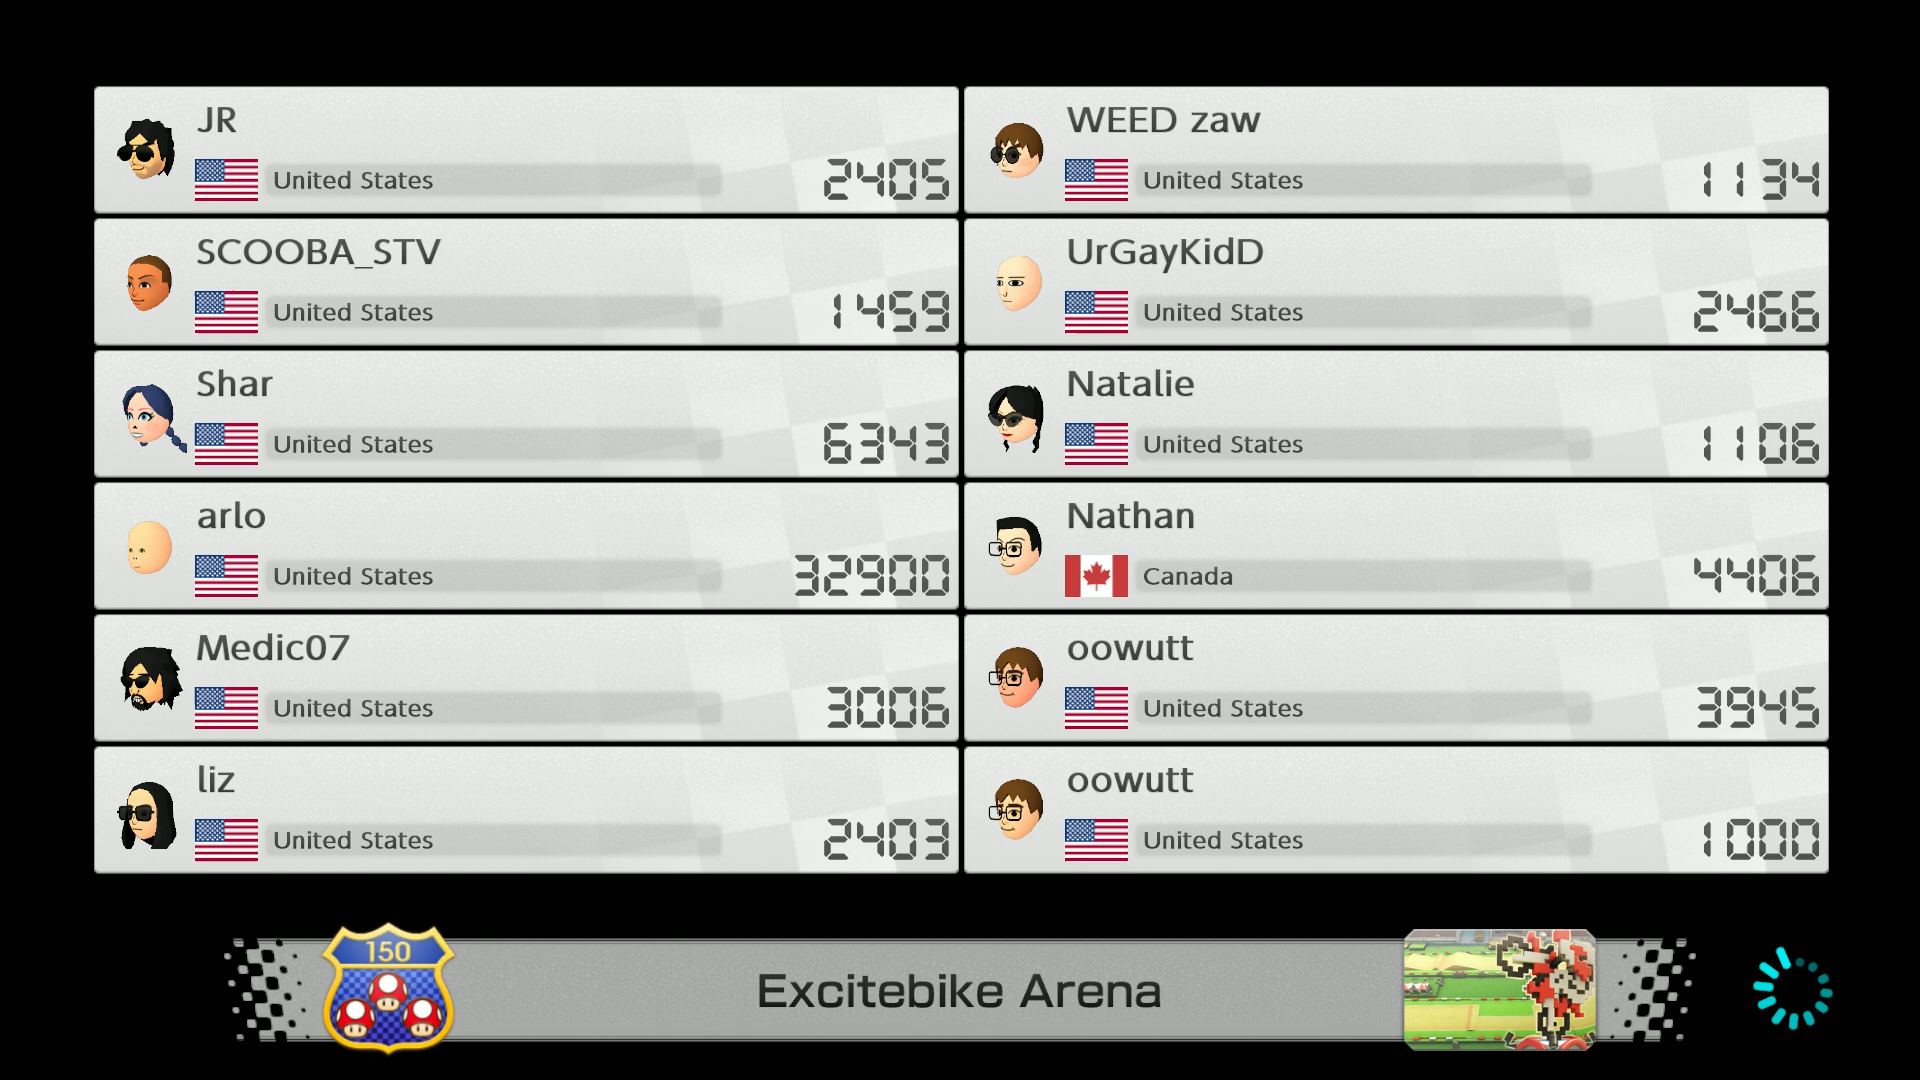 JR
United States 2405
WEED zaw
United States 1134
SCOOBA_STV
United States 1459
UrGayKidD
United States 2466
Shar
United States 6343
Natalie
United States 1106
arlo
United States 32900
Nathan
Canada 4406
Medic07
United States 3006
oowutt
United States 3945
liz
United States 2403
oowutt
United States 1000
150
Excitebike Arena